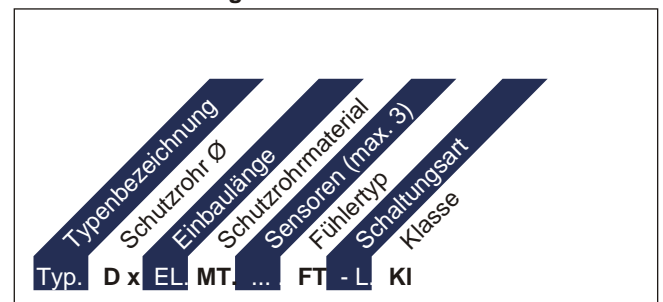 Typenbezeichnung
Schutzrohr Ø
Einbaulänge
Schutzrohrmaterial
Sensoren (max. 3)
Fühlertyp
Schaltungsart
Klasse
Typ. D x EL. MT. ... . FT - L. Kl